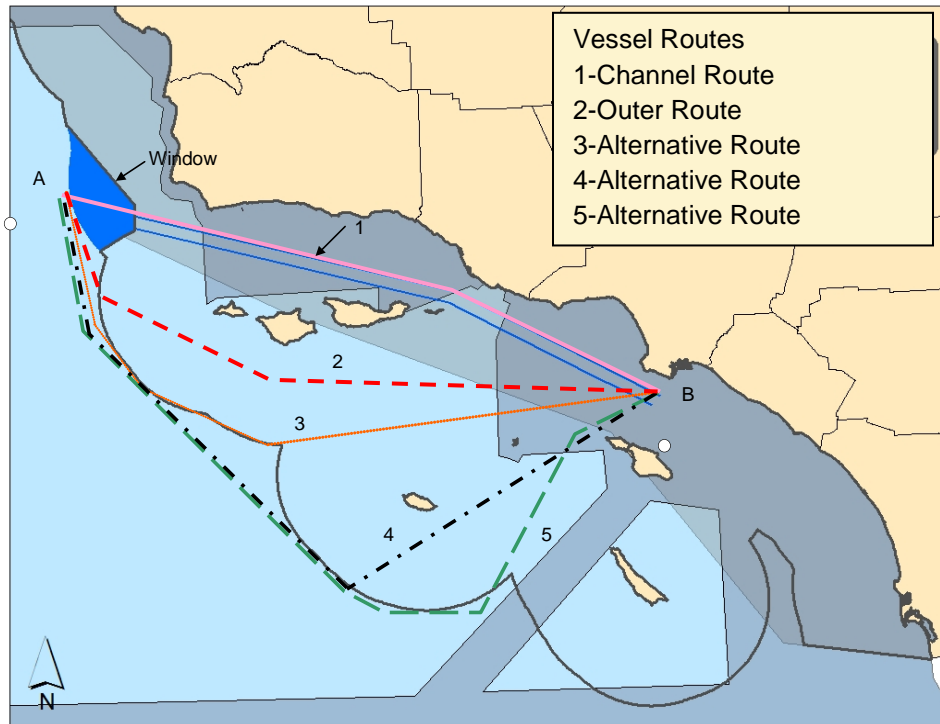 Vessel Routes
1-Channel Route
2-Outer Route
3-Alternative Route
4-Alternative Route
5-Alternative Route
Window
A
1
2
B
3
4
5
N